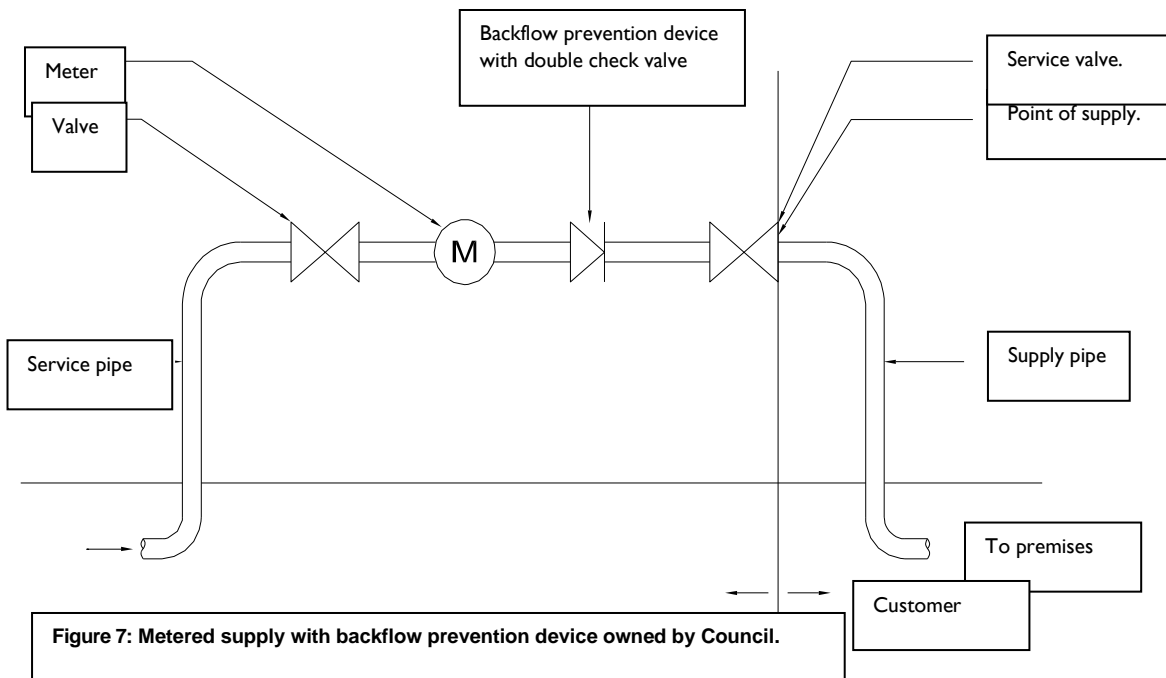 Backflow prevention device
with double check valve
Meter
Service valve.
Valve
Point of supply.
M
Service pipe
Supply pipe
To premises
Customer
Figure 7: Metered supply with backflow prevention device owned by Council.